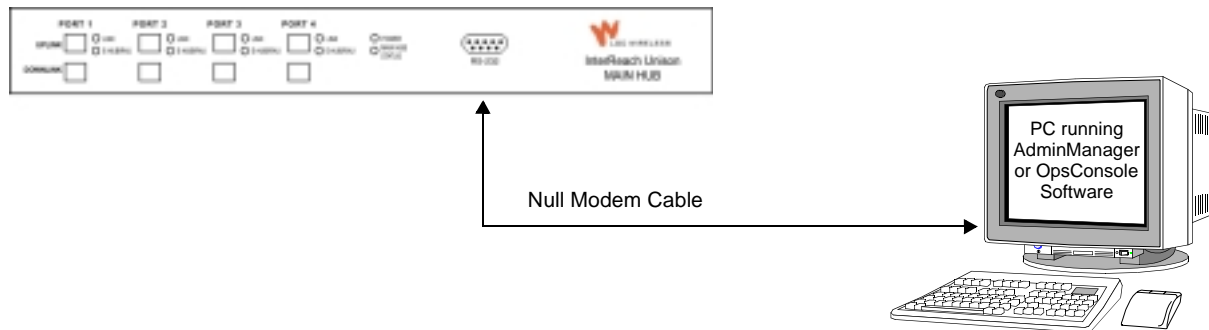 PORT 1 PORT 2 PORT 3 PORT 4
UPLINK
DOWNLINK
RS-232
LGC WIRELESS
InterReach Unison
MAIN HUB
PC running
AdminManager
or OpsConsole
Software
Null Modem Cable